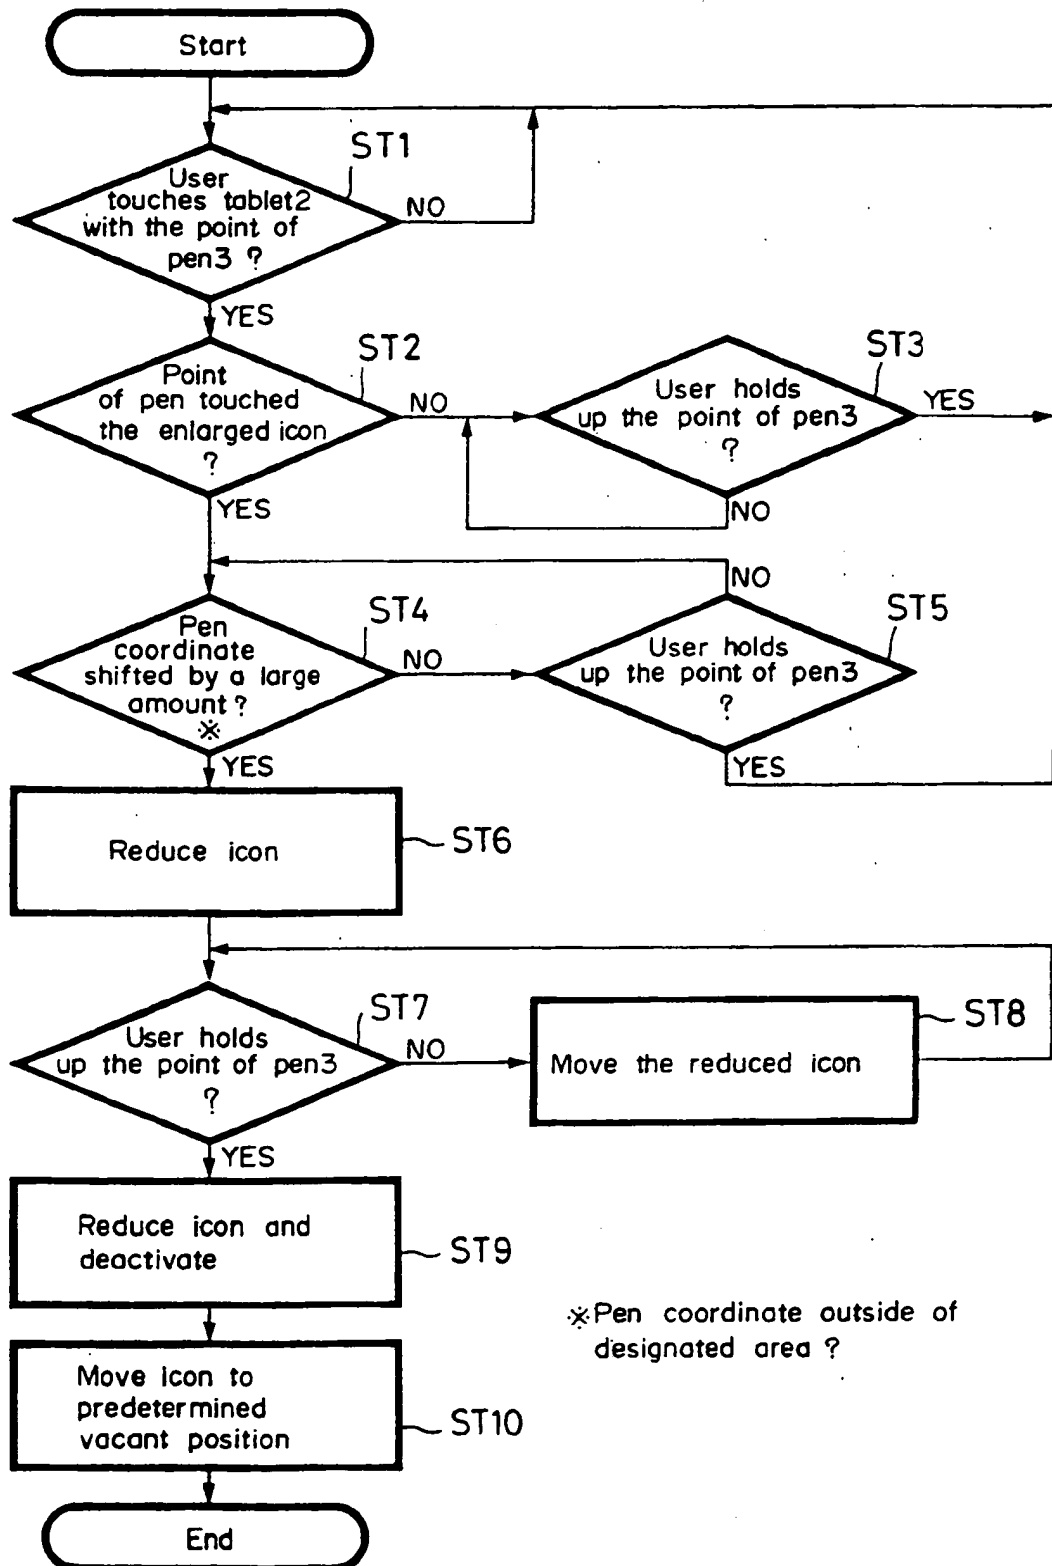 Start
ST1
User
touches tablet2
with the point of
pen3 ?
NO
YES
ST2
Point
of pen touched
the enlarged icon
?
NO
YES
ST3
User holds
up the point of pen3
?
YES
NO
ST4
Pen
coordinate
shifted by a large
amount ?
※
NO
YES
NO
ST5
User holds
up the point of pen3
?
YES
Reduce icon
ST6
ST7
User holds
up the point of pen3
?
NO
YES
Move the reduced icon
ST8
Reduce icon and
deactivate
ST9
※Pen coordinate outside of
designated area ?
Move icon to
predetermined
vacant position
ST10
End